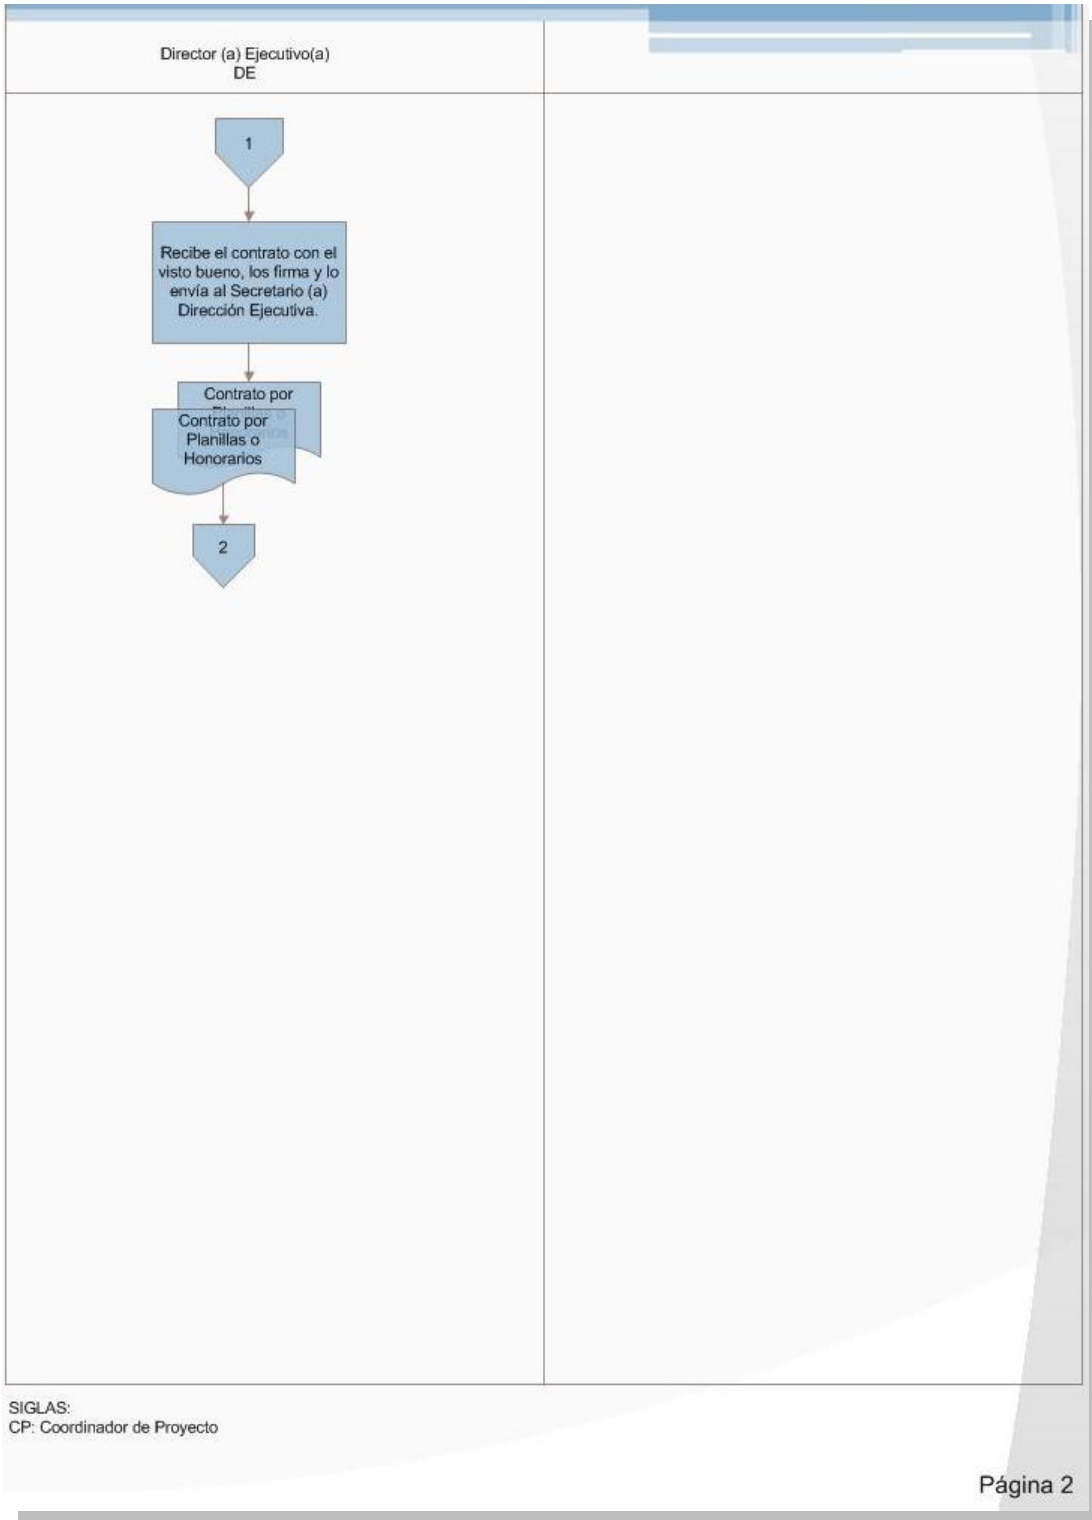 Director (a) Ejecutivo(a)
DE
1
Recibe el contrato con el
visto bueno, los firma y lo
envía al Secretario (a)
Dirección Ejecutiva.
Contrato por
Planillas o
Contrato por
Planillas o
Honorarios
2
SIGLAS:
CP: Coordinador de Proyecto
Página 2